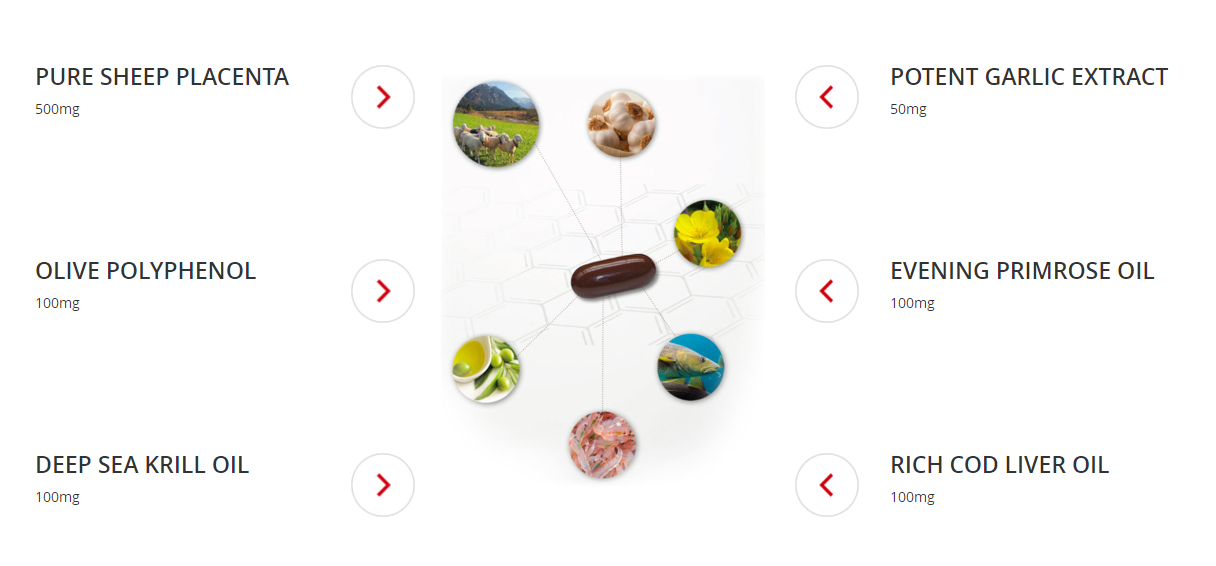 PURE SHEEP PLACENTA
500mg
OLIVE POLYPHENOL
100mg
DEEP SEA KRILL OIL
100mg
POTENT GARLIC EXTRACT
50mg
EVENING PRIMROSE OIL
100mg
RICH COD LIVER OIL
100mg